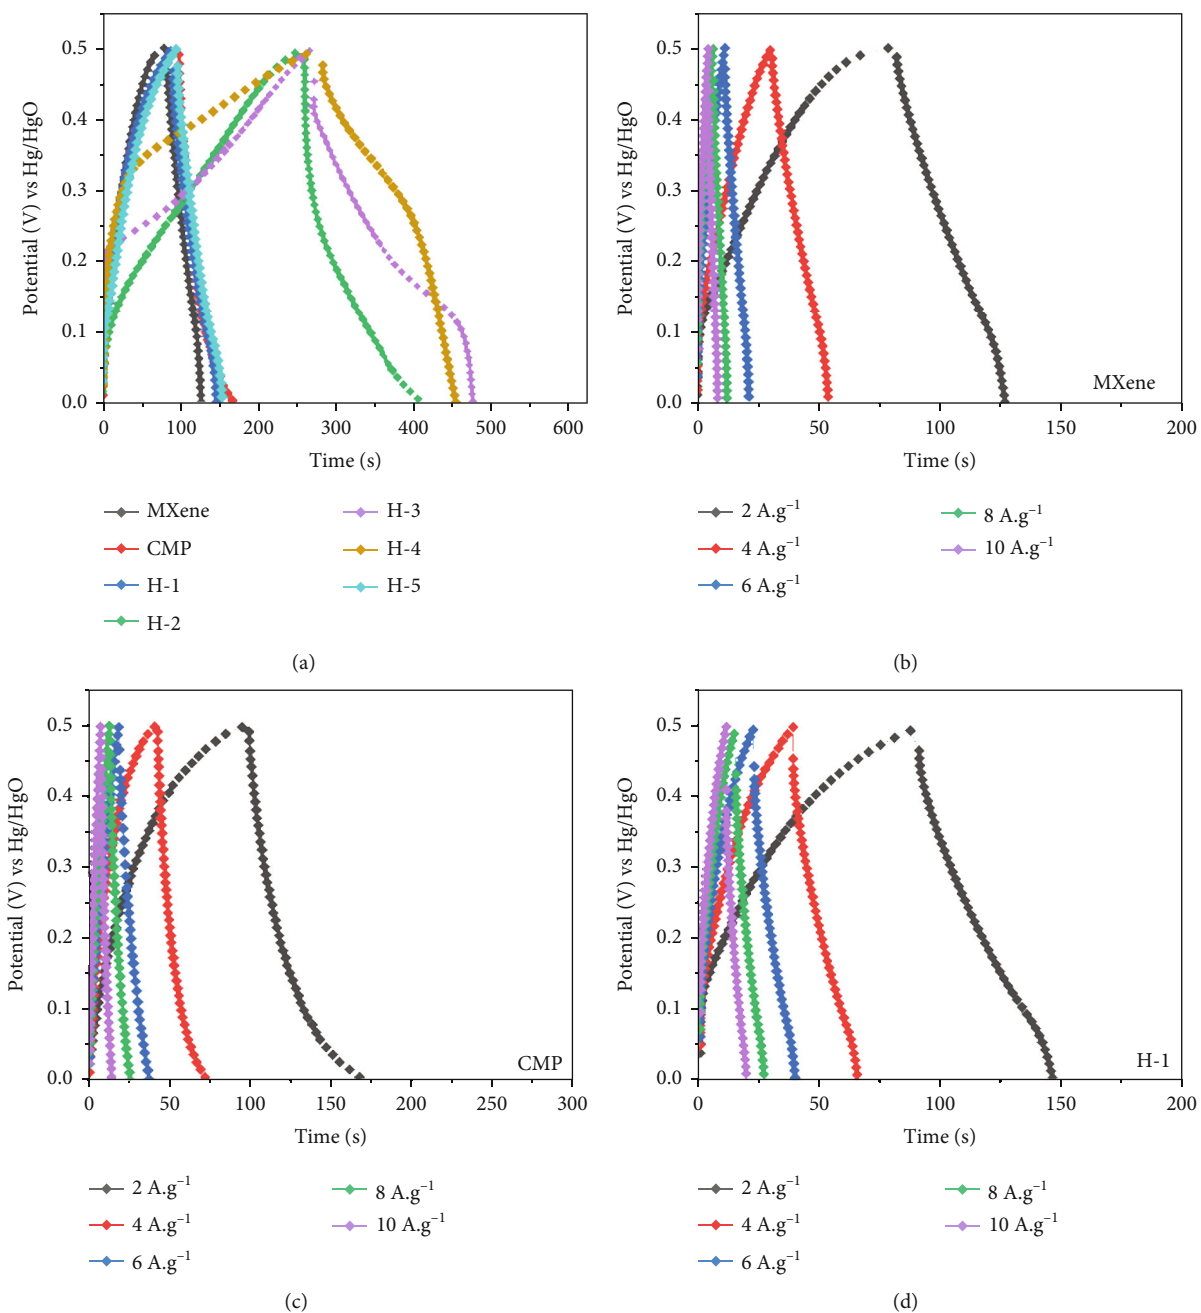 0.5
0.4
0.3
0.2
0.1
0.0
Potential (V) vs Hg/HgO
0 100 200 300 400 500 600
Time (s)
MXene
CMP
H-1
H-2
H-3
H-4
H-5
(a)
0.5
0.4
0.3
0.2
0.1
0.0
Potential (V) vs Hg/HgO
MXene
0 50 100 150 200
Time (s)
2 A.g⁻¹
4 A.g⁻¹
6 A.g⁻¹
8 A.g⁻¹
10 A.g⁻¹
(b)
0.5
0.4
0.3
0.2
0.1
0.0
Potential (V) vs Hg/HgO
CMP
0 50 100 150 200 250 300
Time (s)
2 A.g⁻¹
4 A.g⁻¹
6 A.g⁻¹
8 A.g⁻¹
10 A.g⁻¹
(c)
0.5
0.4
0.3
0.2
0.1
0.0
Potential (V) vs Hg/HgO
H-1
0 50 100 150 200
Time (s)
2 A.g⁻¹
4 A.g⁻¹
6 A.g⁻¹
8 A.g⁻¹
10 A.g⁻¹
(d)